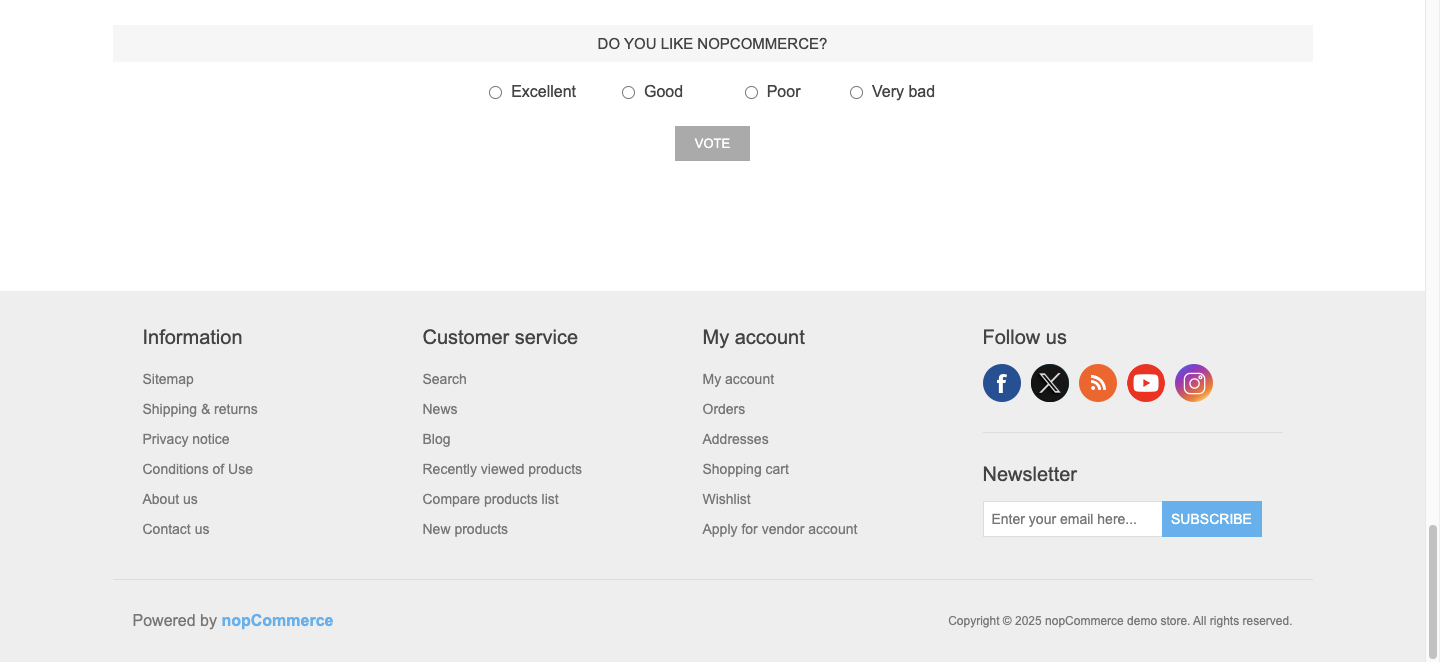 DO YOU LIKE NOPCOMMERCE?
Excellent Good Poor Very bad
VOTE
Information
Sitemap
Shipping & returns
Privacy notice
Conditions of Use
About us
Contact us
Customer service
Search
News
Blog
Recently viewed products
Compare products list
New products
My account
My account
Orders
Addresses
Shopping cart
Wishlist
Apply for vendor account
Follow us
Newsletter
Enter your email here... SUBSCRIBE
Powered by nopCommerce
Copyright © 2025 nopCommerce demo store. All rights reserved.